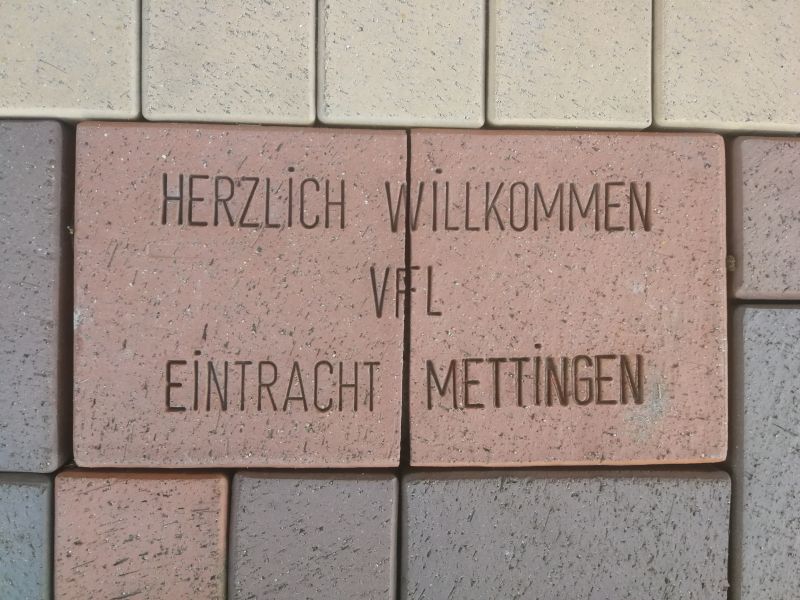 HERZLiCH WiLLKOMMEN
VFL
EiNTRACHT METTiNGEN